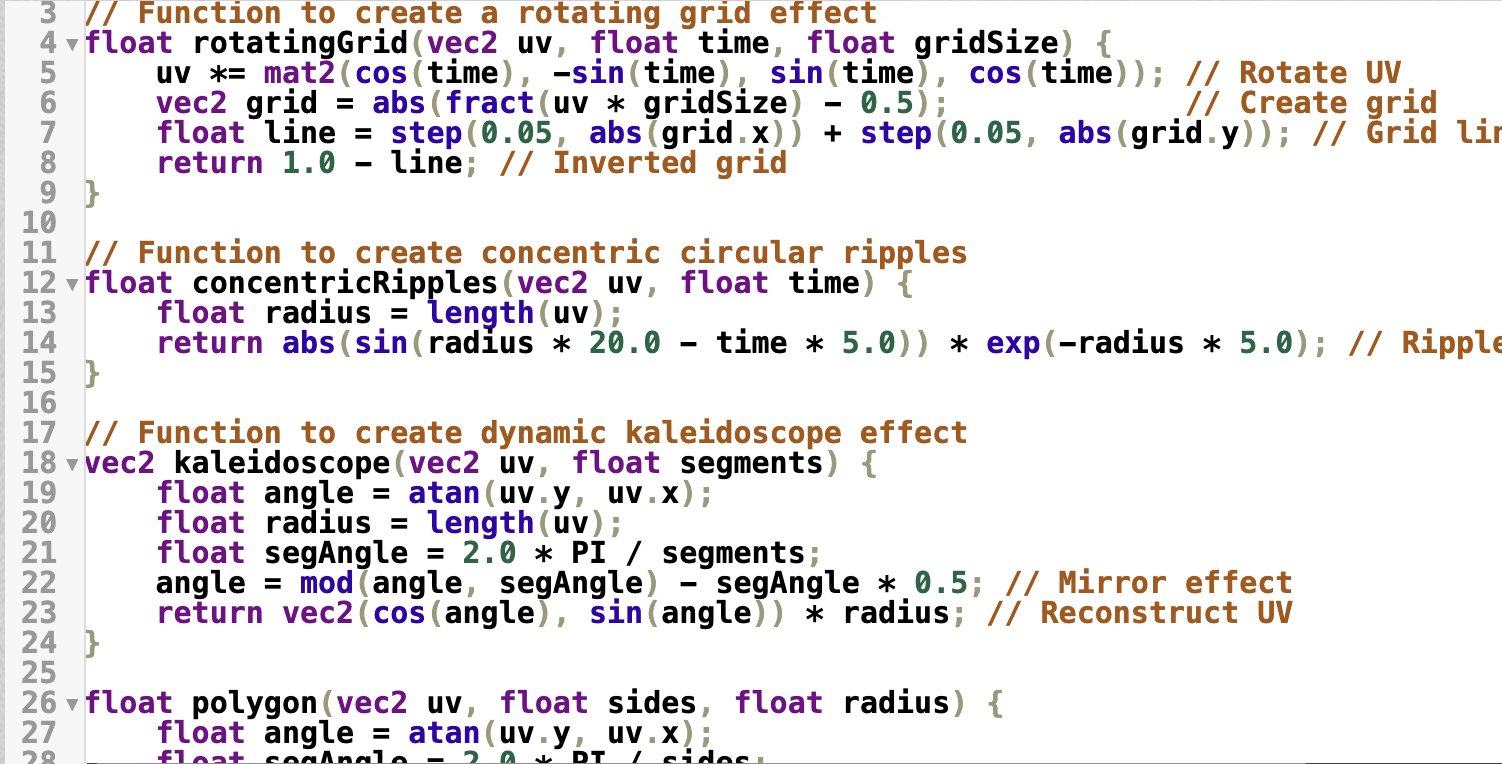 3 // Function to create a rotating grid effect
4 float rotatingGrid(vec2 uv, float time, float gridSize) {
5     uv *= mat2(cos(time), -sin(time), sin(time), cos(time)); // Rotate UV
6     vec2 grid = abs(fract(uv * gridSize) - 0.5);             // Create grid
7     float line = step(0.05, abs(grid.x)) + step(0.05, abs(grid.y)); // Grid
8     return 1.0 - line; // Inverted grid
9 }
10
11 // Function to create concentric circular ripples
12 float concentricRipples(vec2 uv, float time) {
13     float radius = length(uv);
14     return abs(sin(radius * 20.0 - time * 5.0)) * exp(-radius * 5.0); // Ripple
15 }
16
17 // Function to create dynamic kaleidoscope effect
18 vec2 kaleidoscope(vec2 uv, float segments) {
19     float angle = atan(uv.y, uv.x);
20     float radius = length(uv);
21     float segAngle = 2.0 * PI / segments;
22     angle = mod(angle, segAngle) - segAngle * 0.5; // Mirror effect
23     return vec2(cos(angle), sin(angle)) * radius; // Reconstruct UV
24 }
25
26 float polygon(vec2 uv, float sides, float radius) {
27     float angle = atan(uv.y, uv.x);
28     float segAngle = 2.0 * PI / sides;